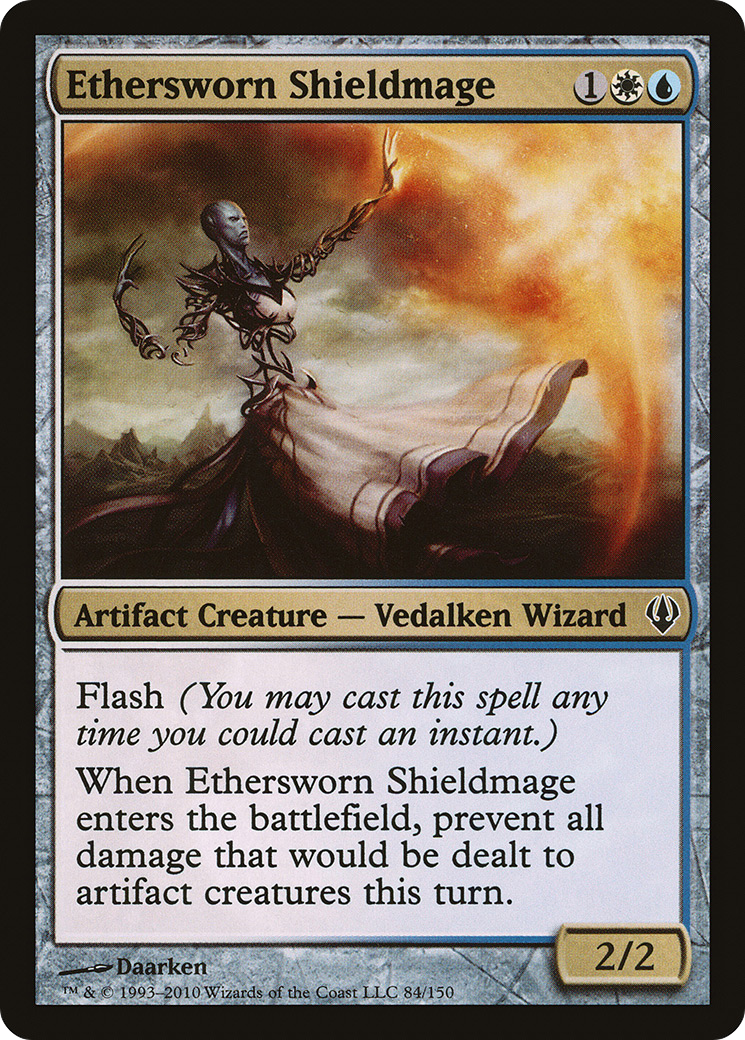 Ethersworn Shieldmage 1
Artifact Creature — Vedalken Wizard
Flash (You may cast this spell any
time you could cast an instant.)
When Ethersworn Shieldmage
enters the battlefield, prevent all
damage that would be dealt to
artifact creatures this turn.
2/2
Daarken
™ & © 1993–2010 Wizards of the Coast LLC 84/150